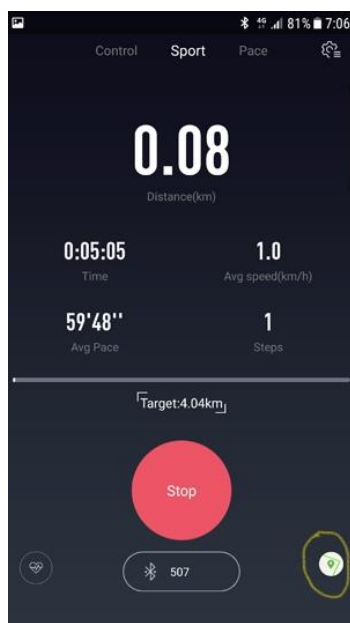 4G 81% 7:06
Control Sport Pace
0.08
Distance(km)
0:05:05 1.0
Time Avg speed(km/h)
59'48'' 1
Avg Pace Steps
Target:4.04km
Stop
507